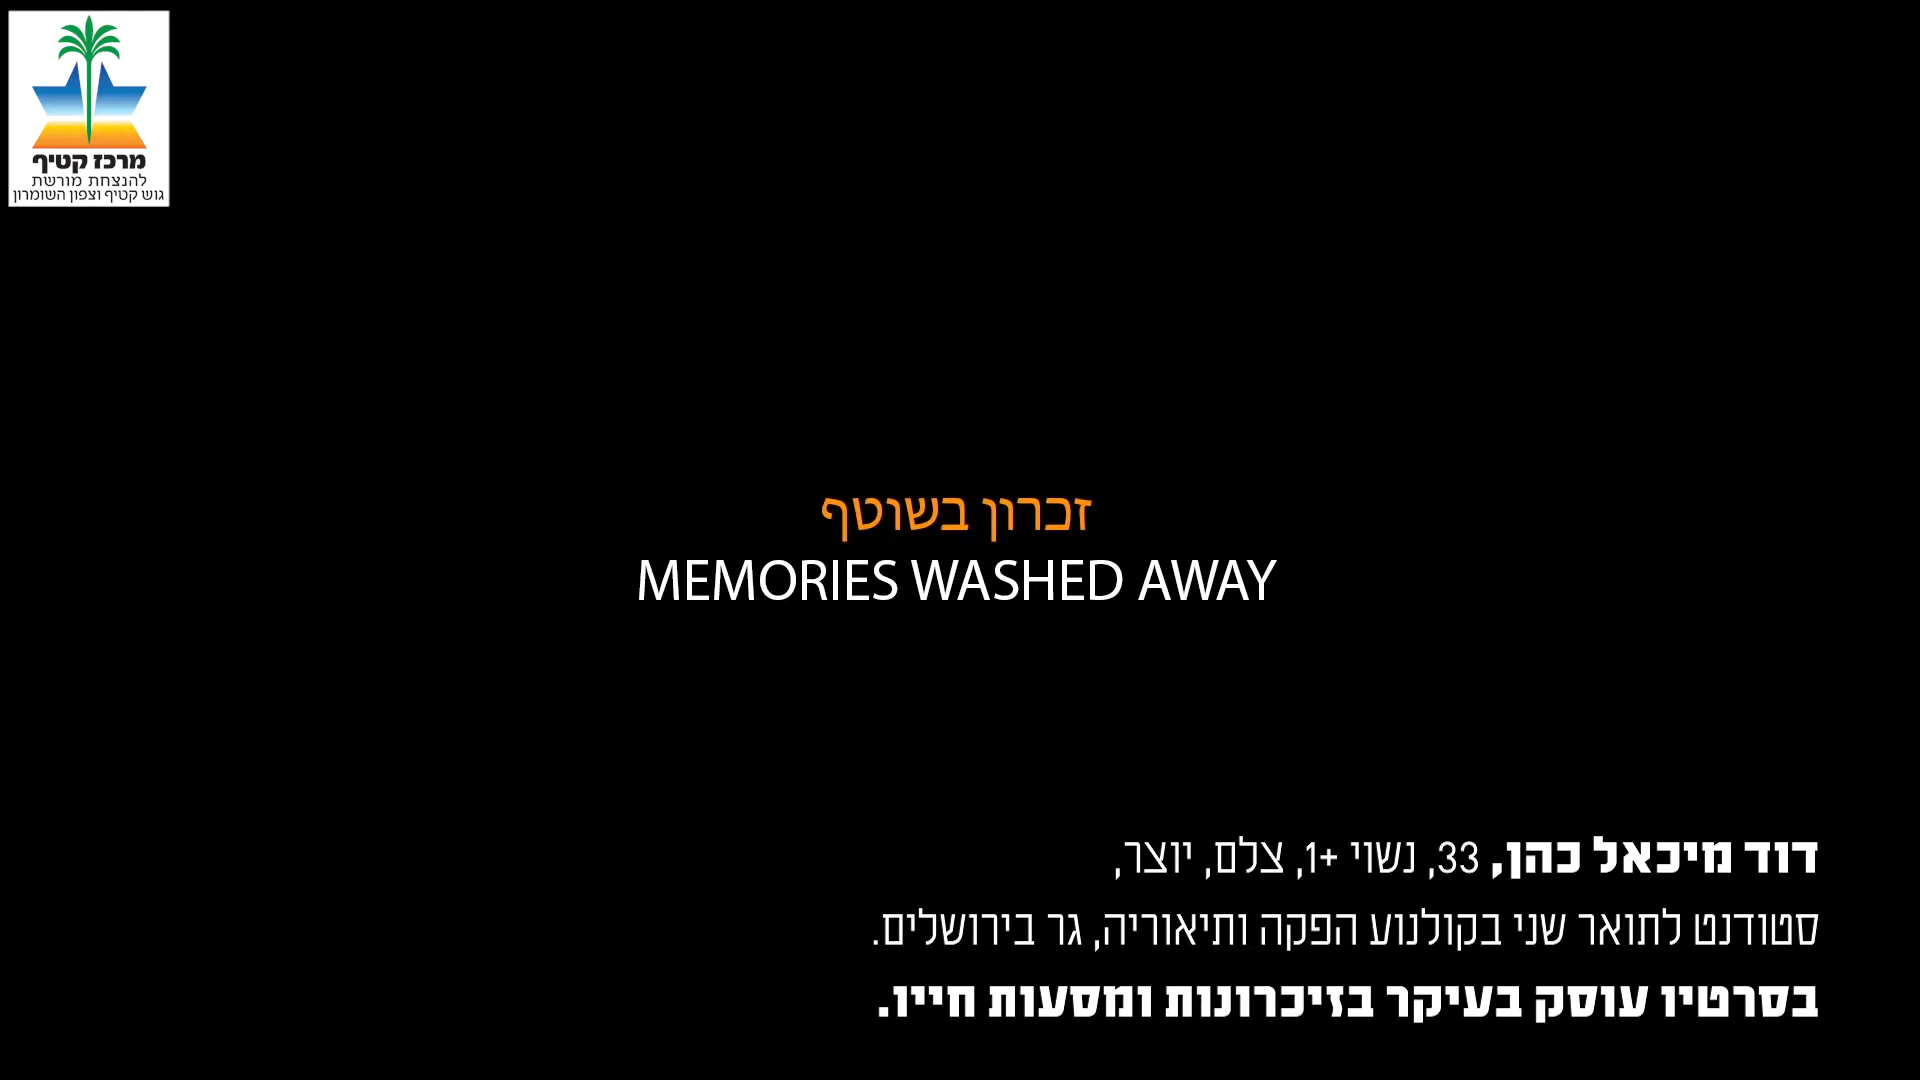 מרכז קטיף
להנצחת מורשת
גוש קטיף וצפון השומרון
זכרון בשוטף
MEMORIES WASHED AWAY
דוד מיכאל כהן, 33, נשוי +1, צלם, יוצר,
סטודנט לתואר שני בקולנוע הפקה ותיאוריה, גר בירושלים.
בסרטיו עוסק בעיקר בזיכרונות ומסעות חייו.